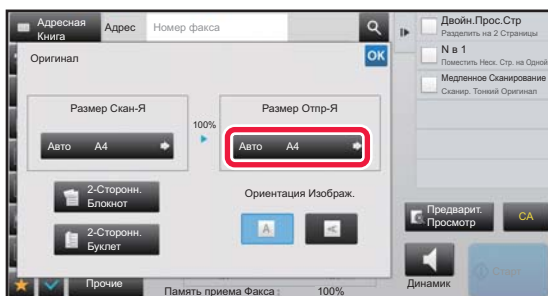 Адресная
Книга
Адрес
Номер факса
Двойн.Прос.Стр
Разделить на 2 Страницы
N в 1
Поместить Неск. Стр. на Одной
Медленное Сканирование
Сканир. Тонкий Оригинал
Оригинал
OK
Размер Скан-Я
100%
Размер Отпр-Я
Авто A4
Авто A4
2-Сторонн.
Блокнот
2-Сторонн.
Буклет
Ориентация Изображ.
A
A
Предварит.
Просмотр
CA
Прочие
Память приема Факса : 100%
Динамик
Старт